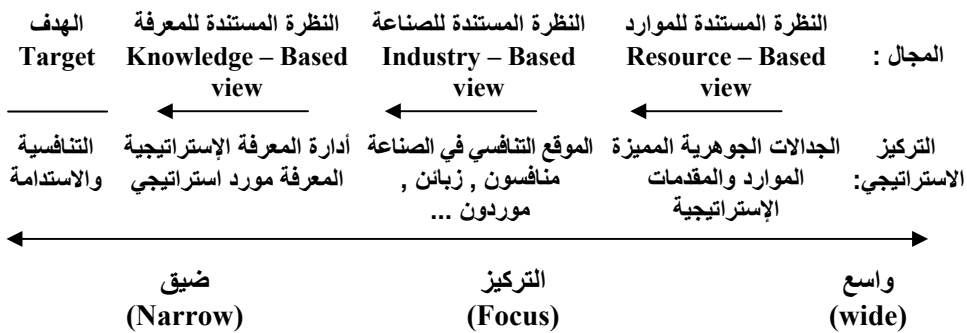 المجال :
النظرة المستندة للموارد
Resource – Based
view
النظرة المستندة للصناعة
Industry – Based
view
النظرة المستندة للمعرفة
Knowledge – Based
view
الهدف
Target
التركيز
الاستراتيجي:
الجدالات الجوهرية المميزة
الموارد والمقدمات
الإستراتيجية
الموقع التنافسي في الصناعة
منافسون , زبائن ,
موردون ...
أدارة المعرفة الإستراتيجية
المعرفة مورد استراتيجي
التنافسية
والاستدامة
واسع
(wide)
التركيز
(Focus)
ضيق
(Narrow)